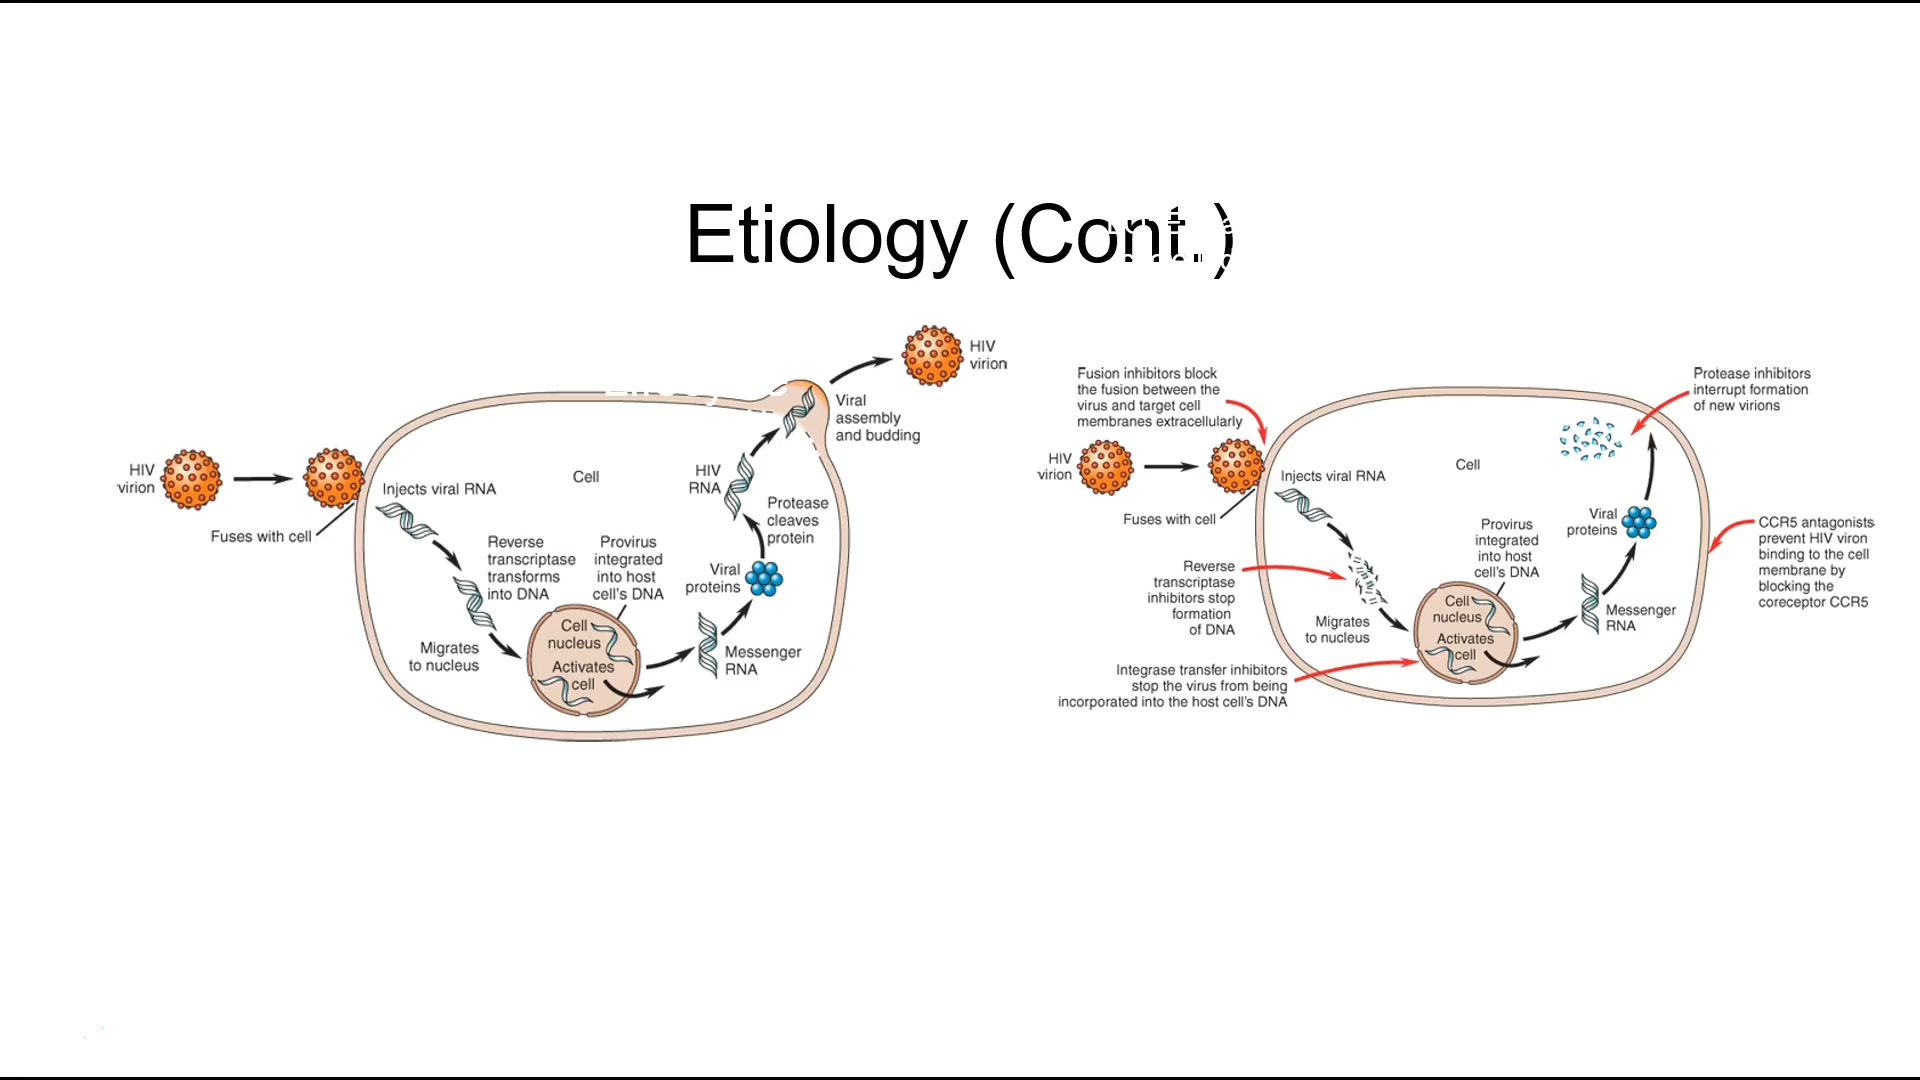 Etiology (Cont.)
HIV
virion
Fuses with cell
Injects viral RNA
Reverse
transcriptase
transforms
into DNA
Migrates
to nucleus
Cell
Provirus
integrated
into host
cell's DNA
Cell
nucleus
Activates
cell
Messenger
RNA
Viral
proteins
Protease
cleaves
protein
HIV
RNA
Viral
assembly
and budding
HIV
virion
Fusion inhibitors block
the fusion between the
virus and target cell
membranes extracellularly
HIV
virion
Fuses with cell
Injects viral RNA
Reverse
transcriptase
inhibitors stop
formation
of DNA
Migrates
to nucleus
Integrase transfer inhibitors
stop the virus from being
incorporated into the host cell's DNA
Cell
Provirus
integrated
into host
cell's DNA
Cell
nucleus
Activates
cell
Messenger
RNA
Viral
proteins
Protease inhibitors
interrupt formation
of new virions
CCR5 antagonists
prevent HIV viron
binding to the cell
membrane by
blocking the
coreceptor CCR5